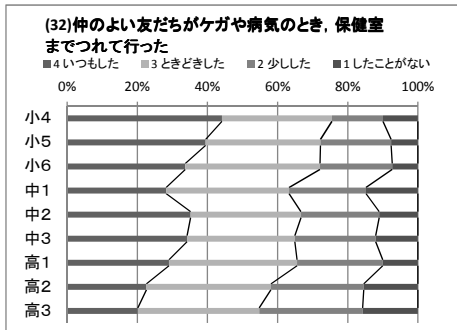 (32)仲のよい友だちがケガや病気のとき，保健室
までつれて行った
■4 いつもした ■3 ときどきした ■2 少しした ■1 したことがない
0% 20% 40% 60% 80% 100%
小4
小5
小6
中1
中2
中3
高1
高2
高3